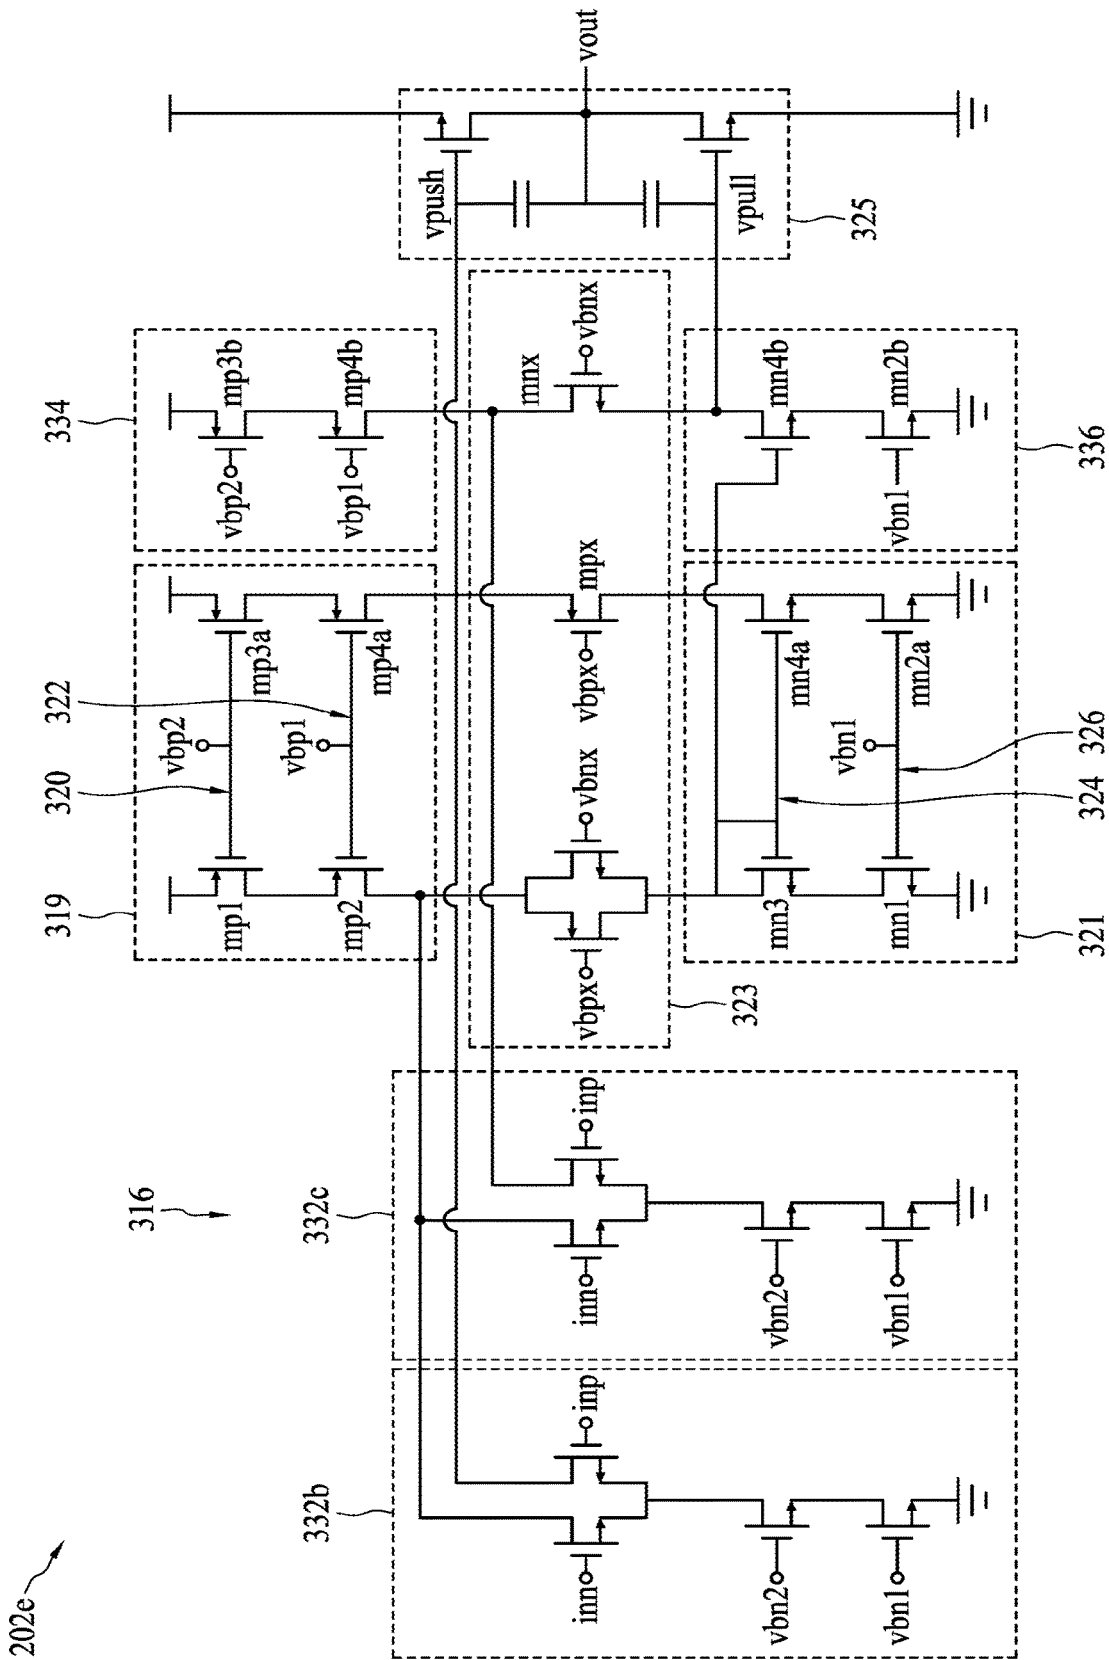 202e
316
332b
332c
inn
inp
vbn2
vbn1
inn
inp
vbn2
vbn1
319
320
322
334
mp1
vbp2
mp3a
mp2
vbp1
mp4a
vbp2
mp3b
vbp1
mp4b
323
vbpx
vbnx
vbpx
mpx
mnx
vbnx
321
324
326
336
mn3
mn4a
mn1
vbn1
mn2a
mn4b
vbn1
mn2b
vpush
vpull
325
vout